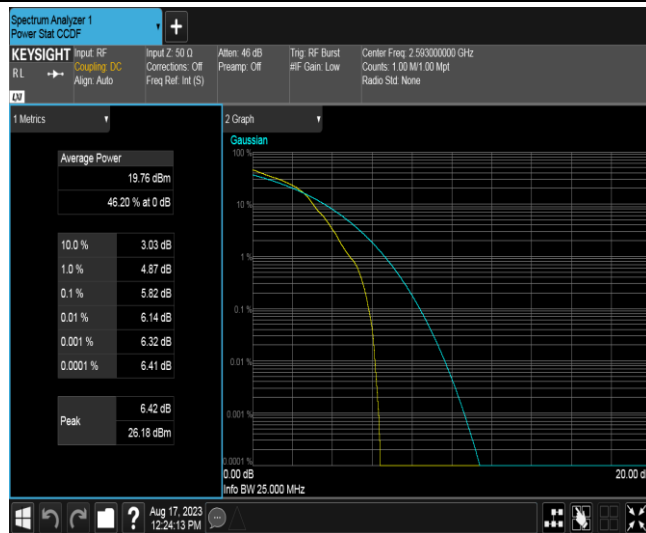 Spectrum Analyzer 1
Power Stat CCDF
KEYSIGHT
RL
LXI
Input: RF
Coupling: DC
Align: Auto
Input Z: 50 Ω
Corrections: Off
Freq Ref: Int (S)
Atten: 46 dB
Preamp: Off
Trig: RF Burst
#IF Gain: Low
Center Freq: 2.593000000 GHz
Counts: 1.00 M/1.00 Mpt
Radio Std: None
1 Metrics
Average Power
19.76 dBm
46.20 % at 0 dB
10.0 % 3.03 dB
1.0 % 4.87 dB
0.1 % 5.82 dB
0.01 % 6.14 dB
0.001 % 6.32 dB
0.0001 % 6.41 dB
Peak
6.42 dB
26.18 dBm
2 Graph
Gaussian
100 %
10 %
1 %
0.1 %
0.01 %
0.001 %
0.0001 %
0.00 dB
20.00 d
Info BW 25.000 MHz
?
Aug 17, 2023
12:24:13 PM